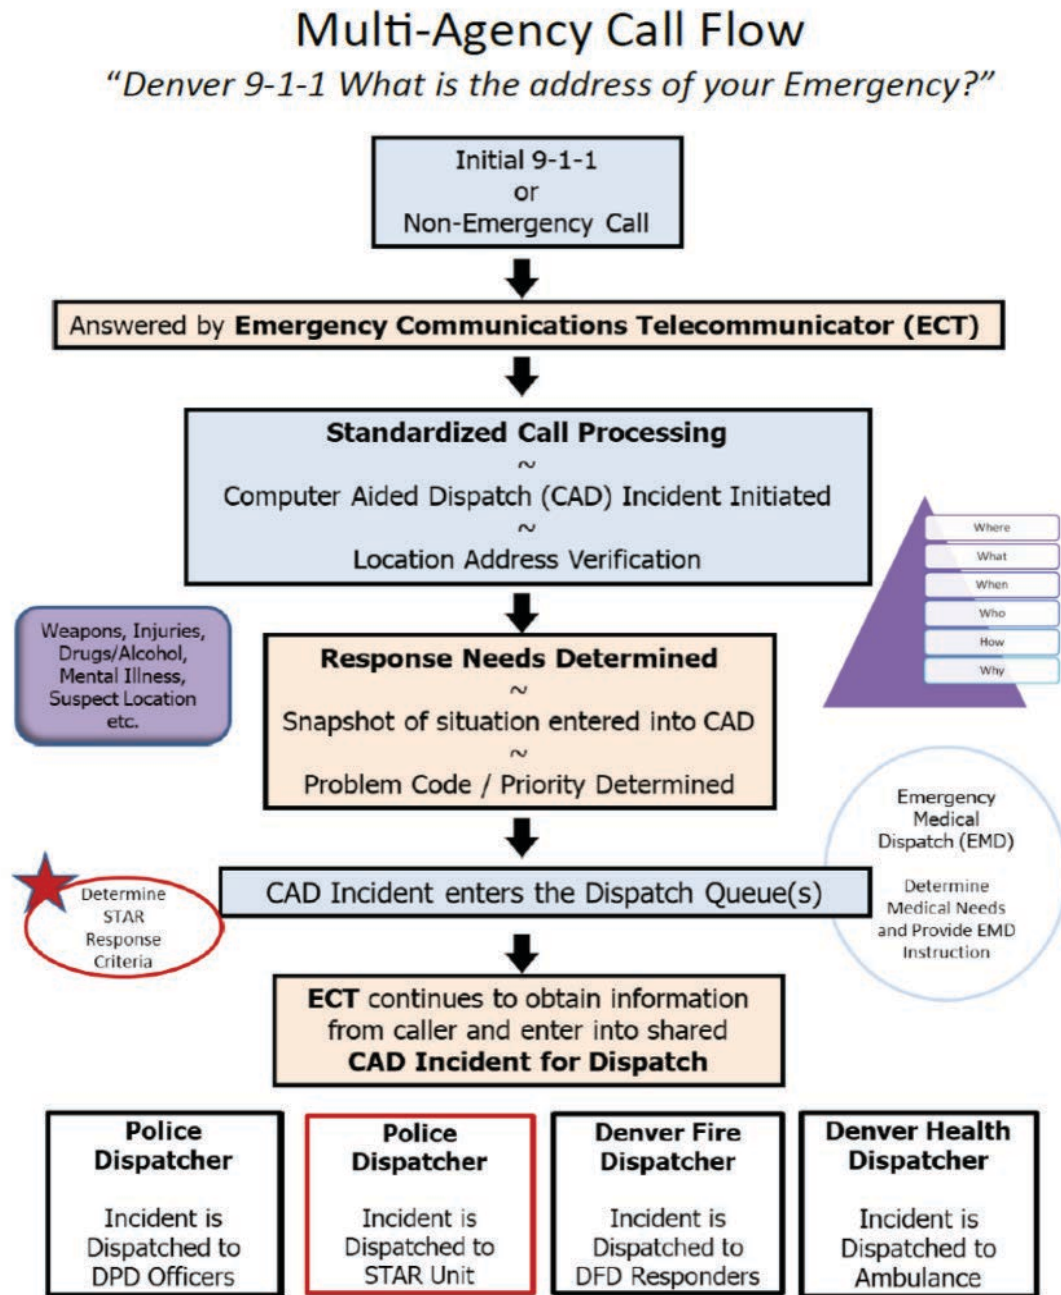 Multi-Agency Call Flow
“Denver 9-1-1 What is the address of your Emergency?”
Initial 9-1-1
or
Non-Emergency Call
Answered by Emergency Communications Telecommunicator (ECT)
Standardized Call Processing
~
Computer Aided Dispatch (CAD) Incident Initiated
~
Location Address Verification
Where
What
When
Who
How
Why
Weapons, Injuries,
Drugs/Alcohol,
Mental Illness,
Suspect Location
etc.
Response Needs Determined
~
Snapshot of situation entered into CAD
~
Problem Code / Priority Determined
Emergency
Medical
Dispatch (EMD)
Determine
Medical Needs
and Provide EMD
Instruction
Determine
STAR
Response
Criteria
CAD Incident enters the Dispatch Queue(s)
ECT continues to obtain information
from caller and enter into shared
CAD Incident for Dispatch
Police
Dispatcher
Incident is
Dispatched to
DPD Officers
Police
Dispatcher
Incident is
Dispatched to
STAR Unit
Denver Fire
Dispatcher
Incident is
Dispatched to
DFD Responders
Denver Health
Dispatcher
Incident is
Dispatched to
Ambulance